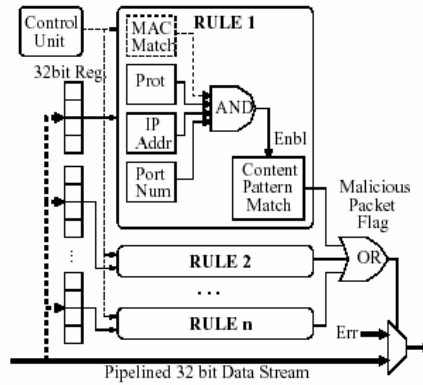 Control
Unit
32bit Reg.
RULE 1
MAC
Match
Prot
IP
Addr
Port
Num
AND
Enbl
Content
Pattern
Match
Malicious
Packet
Flag
OR
RULE 2
...
RULE n
Err
Pipelined 32 bit Data Stream